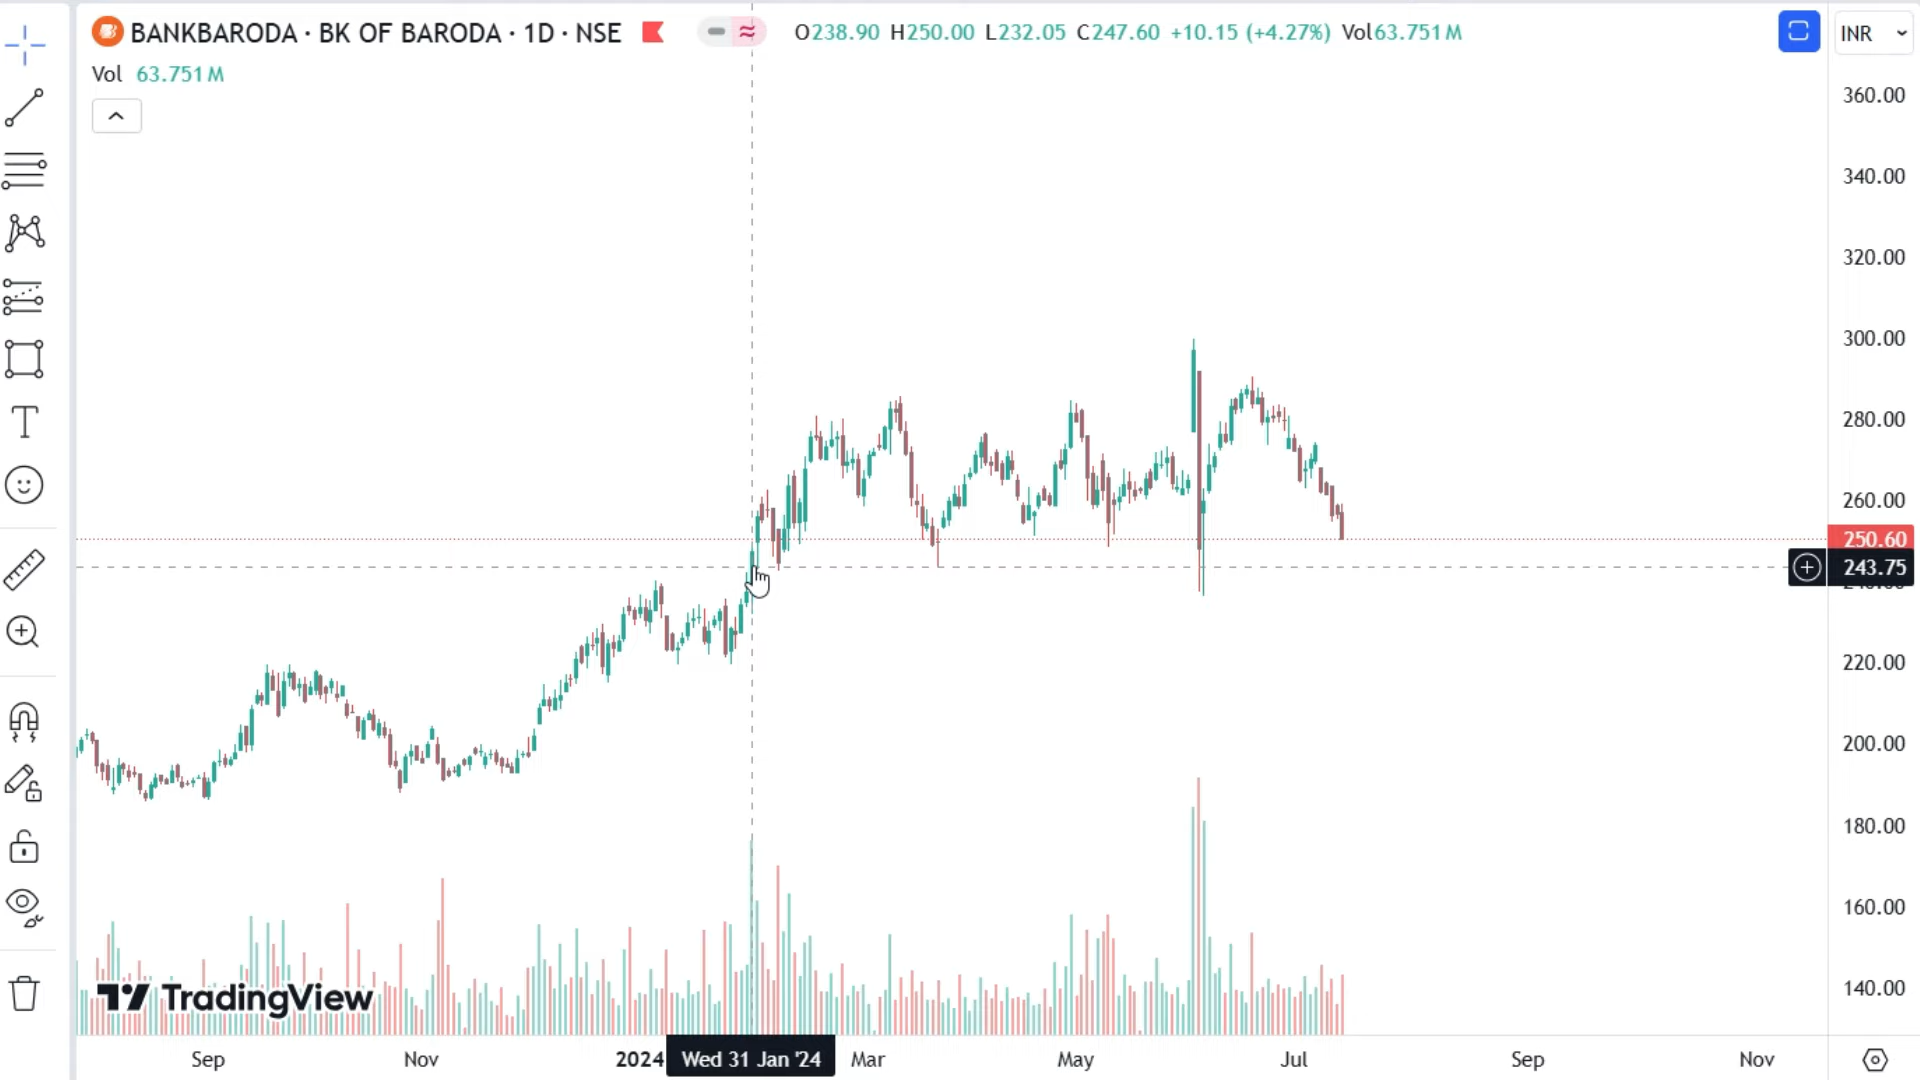 BANKBARODA · BK OF BARODA · 1D · NSE O238.90 H250.00 L232.05 C247.60 +10.15 (+4.27%) Vol63.751M
INR
Vol 63.751M
360.00
340.00
320.00
300.00
280.00
260.00
250.60
243.75
220.00
200.00
180.00
160.00
140.00
T
TradingView
Sep Nov 2024 Wed 31 Jan '24 Mar May Jul Sep Nov